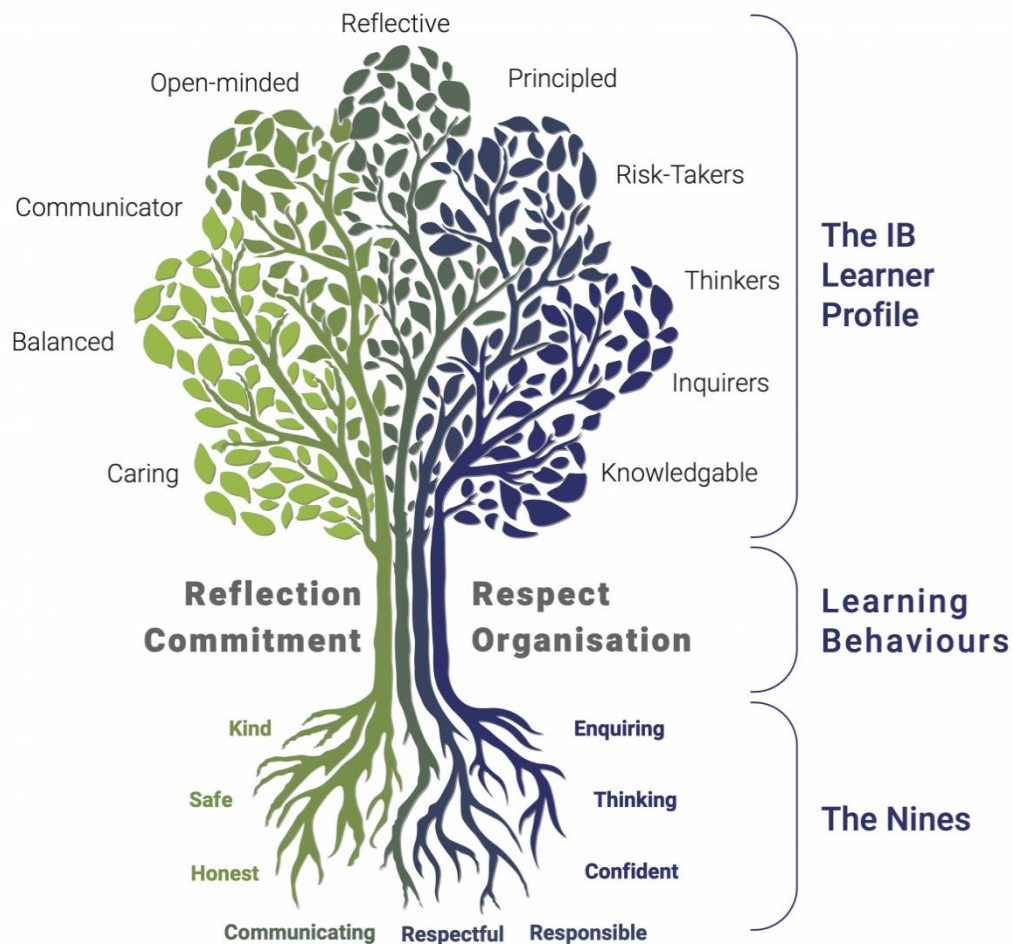 Reflective
Open-minded
Principled
Risk-Takers
Communicator
The IB
Learner
Profile
Thinkers
Balanced
Inquirers
Caring
Knowledgable
Reflection
Commitment
Respect
Organisation
Learning
Behaviours
Kind
Enquiring
Safe
Thinking
The Nines
Honest
Confident
Communicating
Respectful
Responsible